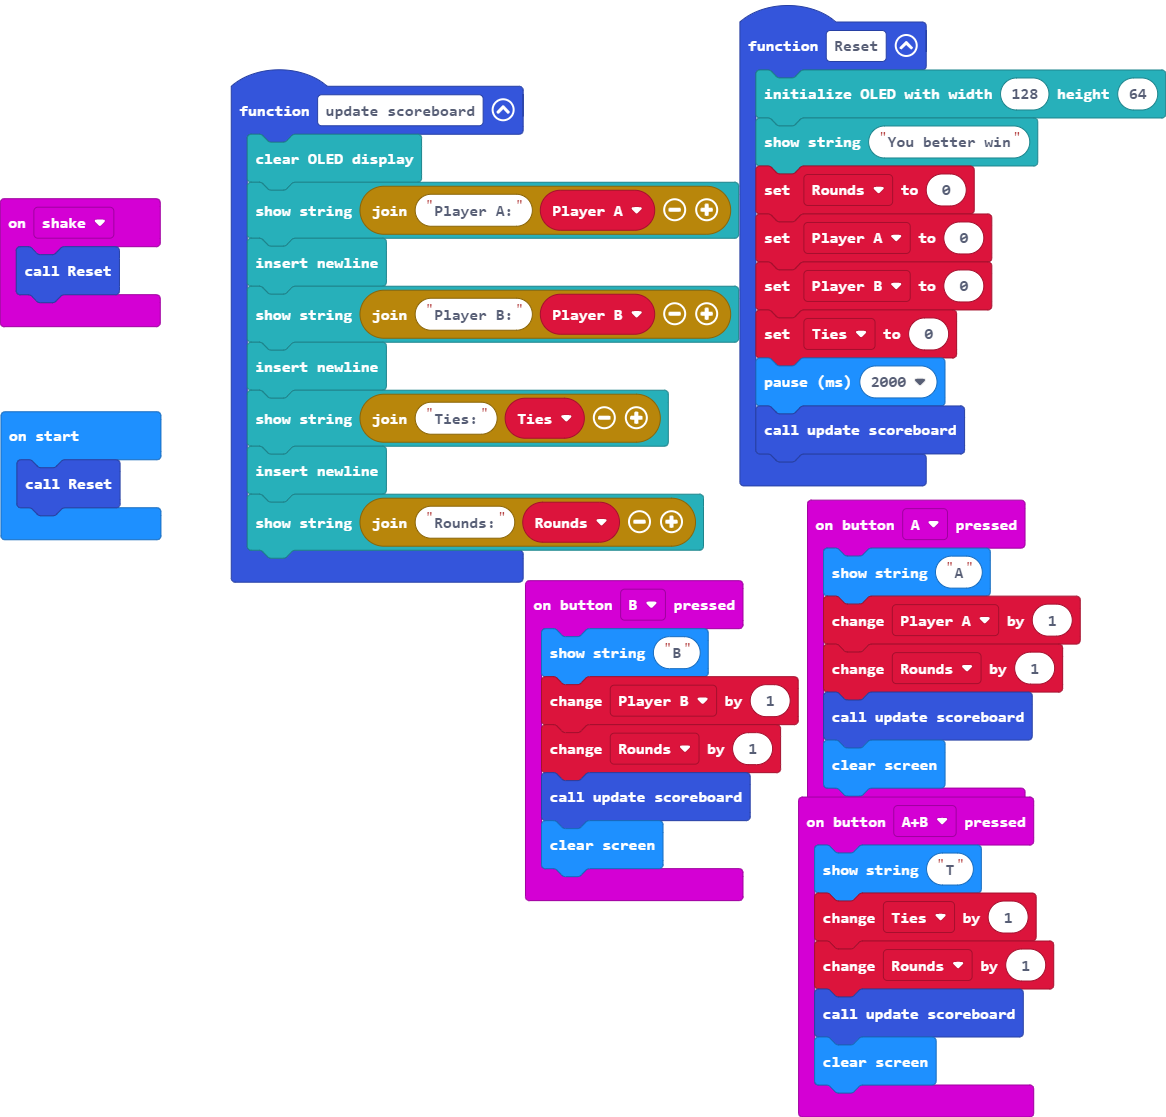 on shake
call Reset
on start
call Reset
function update scoreboard
clear OLED display
show string join "Player A:" Player A
insert newline
show string join "Player B:" Player B
insert newline
show string join "Ties:" Ties
insert newline
show string join "Rounds:" Rounds
function Reset
initialize OLED with width 128 height 64
show string "You better win"
set Rounds to 0
set Player A to 0
set Player B to 0
set Ties to 0
pause (ms) 2000
call update scoreboard
on button B pressed
show string "B"
change Player B by 1
change Rounds by 1
call update scoreboard
clear screen
on button A pressed
show string "A"
change Player A by 1
change Rounds by 1
call update scoreboard
clear screen
on button A+B pressed
show string "T"
change Ties by 1
change Rounds by 1
call update scoreboard
clear screen